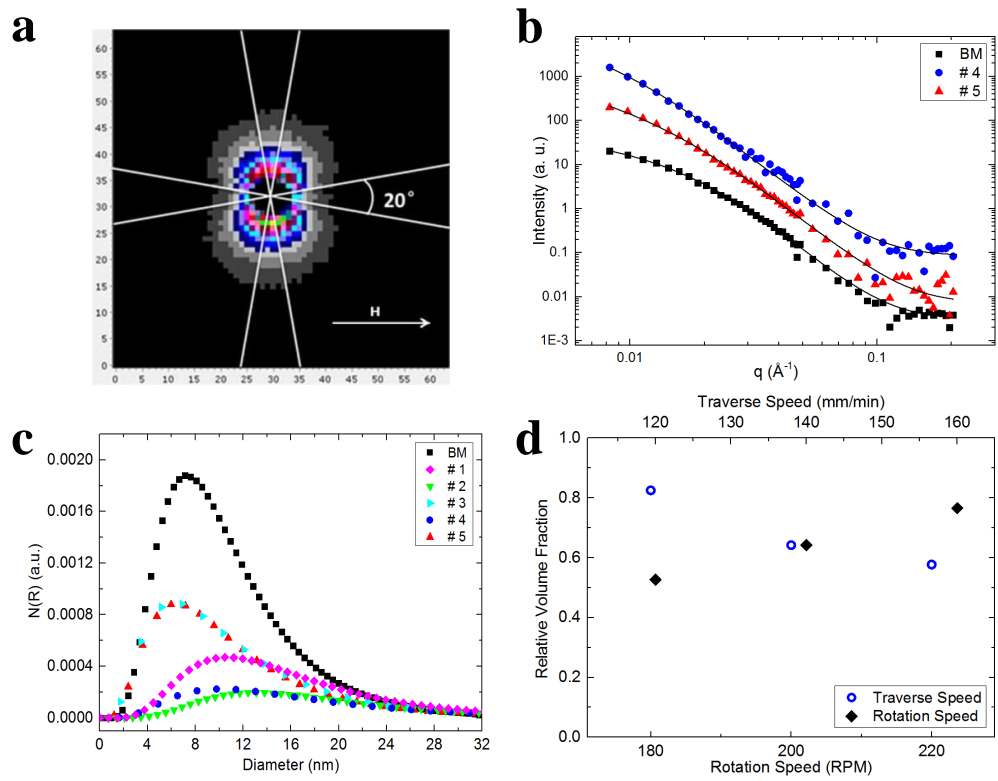 a
60
55
50
45
40
35
30
25
20
15
10
5
0
20°
H
0 5 10 15 20 25 30 35 40 45 50 55 60
b
BM
# 4
# 5
1000
100
10
1
0.1
0.01
1E-3
Intensity (a. u.)
0.01 0.1
q (Å⁻¹)
c
BM
# 1
# 2
# 3
# 4
# 5
0.0020
0.0016
0.0012
0.0008
0.0004
0.0000
N(R) (a.u.)
0 4 8 12 16 20 24 28 32
Diameter (nm)
d
Traverse Speed (mm/min)
120 130 140 150 160
1.0
0.8
0.6
0.4
0.2
0.0
Relative Volume Fraction
Traverse Speed
Rotation Speed
180 200 220
Rotation Speed (RPM)